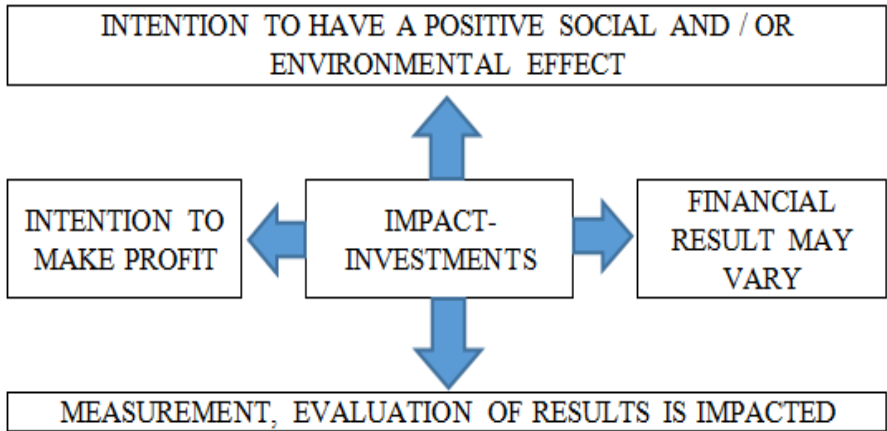 INTENTION TO HAVE A POSITIVE SOCIAL AND / OR
ENVIRONMENTAL EFFECT
INTENTION TO
MAKE PROFIT
IMPACT-
INVESTMENTS
FINANCIAL
RESULT MAY
VARY
MEASUREMENT, EVALUATION OF RESULTS IS IMPACTED